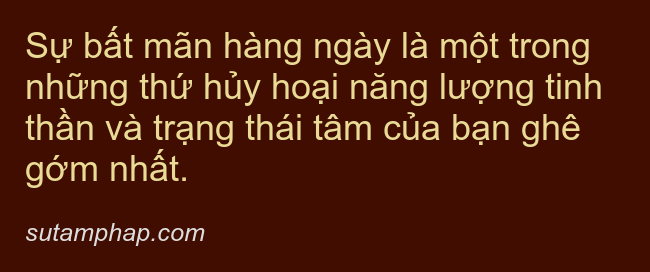 Sự bất mãn hàng ngày là một trong
những thứ hủy hoại năng lượng tinh
thần và trạng thái tâm của bạn ghê
gớm nhất.
sutamphap.com